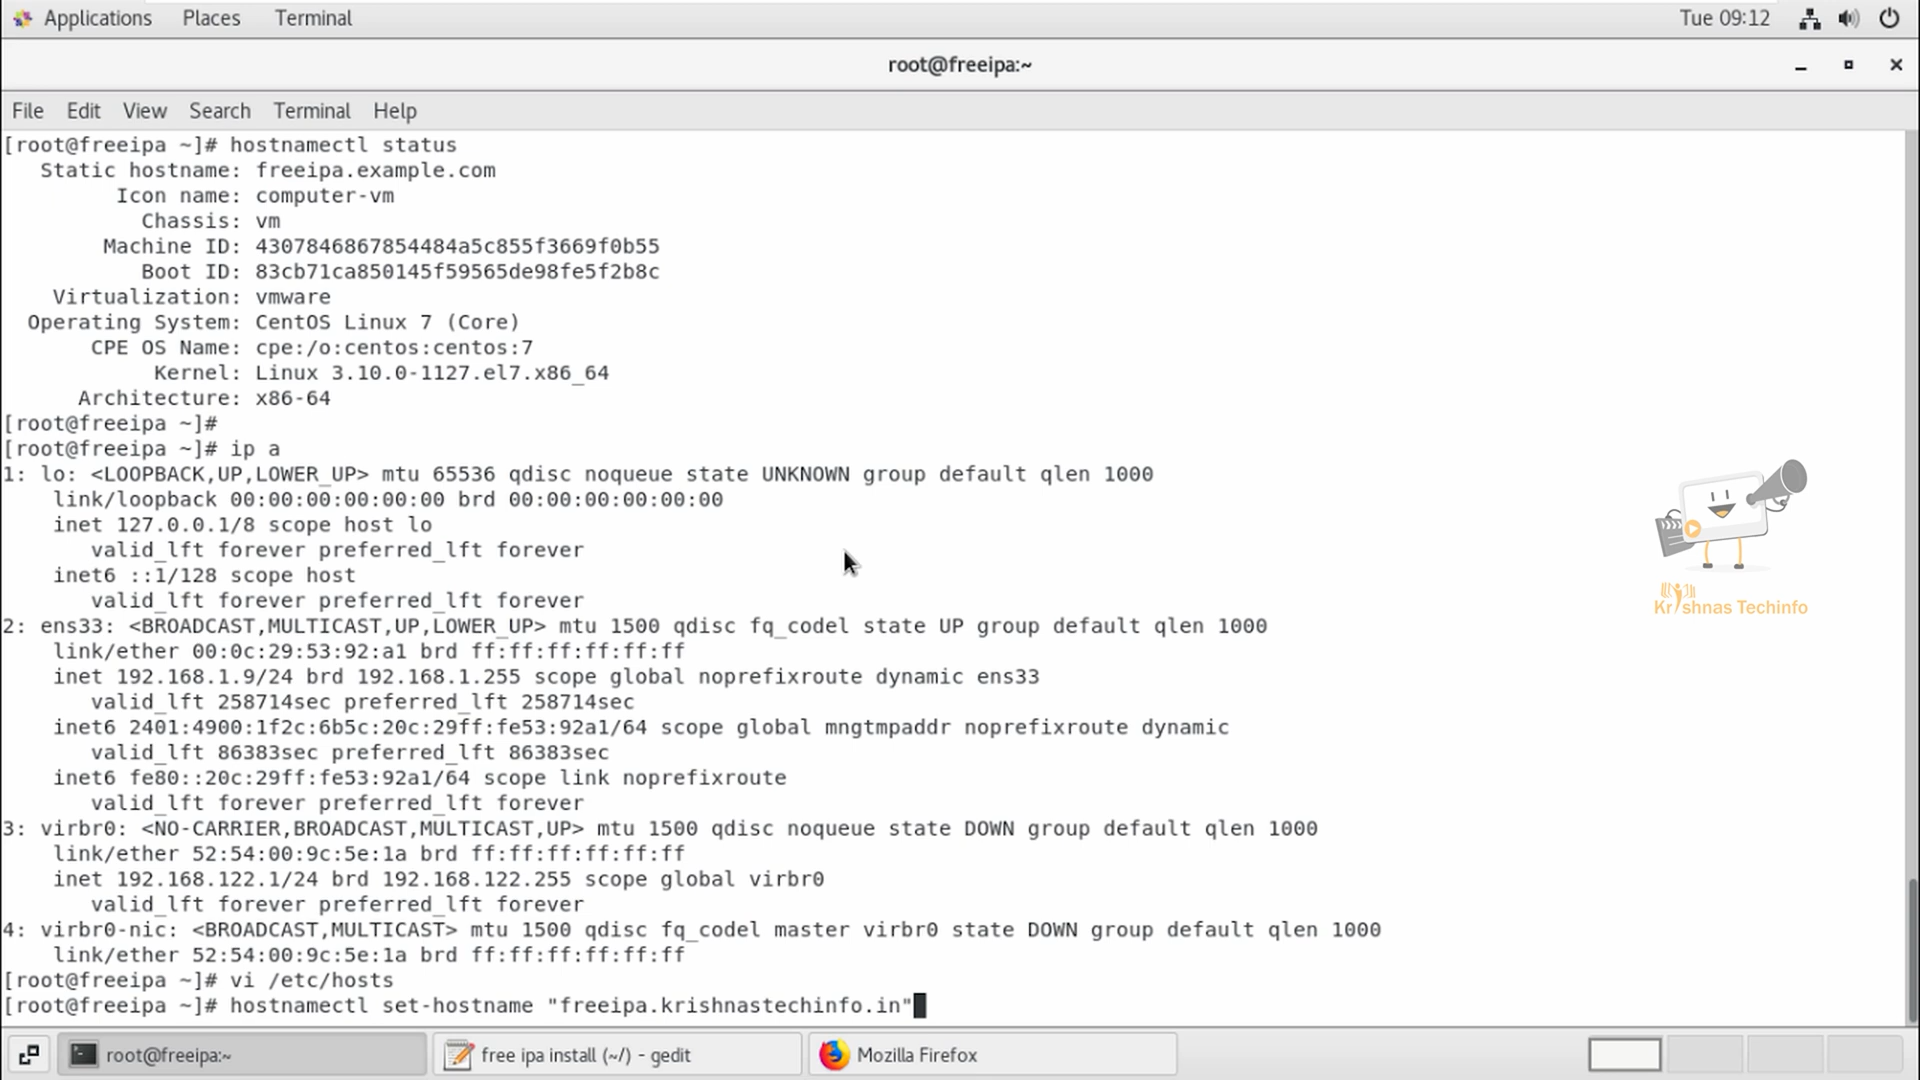 Applications Places Terminal Tue 09:12
root@freeipa:~
File Edit View Search Terminal Help
[root@freeipa ~]# hostnamectl status
   Static hostname: freeipa.example.com
         Icon name: computer-vm
           Chassis: vm
        Machine ID: 4307846867854484a5c855f3669f0b55
           Boot ID: 83cb71ca850145f59565de98fe5f2b8c
    Virtualization: vmware
  Operating System: CentOS Linux 7 (Core)
       CPE OS Name: cpe:/o:centos:centos:7
            Kernel: Linux 3.10.0-1127.el7.x86_64
      Architecture: x86-64
[root@freeipa ~]#
[root@freeipa ~]# ip a
1: lo: <LOOPBACK,UP,LOWER_UP> mtu 65536 qdisc noqueue state UNKNOWN group default qlen 1000
    link/loopback 00:00:00:00:00:00 brd 00:00:00:00:00:00
    inet 127.0.0.1/8 scope host lo
       valid_lft forever preferred_lft forever
    inet6 ::1/128 scope host
       valid_lft forever preferred_lft forever
2: ens33: <BROADCAST,MULTICAST,UP,LOWER_UP> mtu 1500 qdisc fq_codel state UP group default qlen 1000
    link/ether 00:0c:29:53:92:a1 brd ff:ff:ff:ff:ff:ff
    inet 192.168.1.9/24 brd 192.168.1.255 scope global noprefixroute dynamic ens33
       valid_lft 258714sec preferred_lft 258714sec
    inet6 2401:4900:1f2c:6b5c:20c:29ff:fe53:92a1/64 scope global mngtmpaddr noprefixroute dynamic
       valid_lft 86383sec preferred_lft 86383sec
    inet6 fe80::20c:29ff:fe53:92a1/64 scope link noprefixroute
       valid_lft forever preferred_lft forever
3: virbr0: <NO-CARRIER,BROADCAST,MULTICAST,UP> mtu 1500 qdisc noqueue state DOWN group default qlen 1000
    link/ether 52:54:00:9c:5e:1a brd ff:ff:ff:ff:ff:ff
    inet 192.168.122.1/24 brd 192.168.122.255 scope global virbr0
       valid_lft forever preferred_lft forever
4: virbr0-nic: <BROADCAST,MULTICAST> mtu 1500 qdisc fq_codel master virbr0 state DOWN group default qlen 1000
    link/ether 52:54:00:9c:5e:1a brd ff:ff:ff:ff:ff:ff
[root@freeipa ~]# vi /etc/hosts
[root@freeipa ~]# hostnamectl set-hostname "freeipa.krishnastechinfo.in"
Krishnas Techinfo
root@freeipa:~ free ipa install (~/) - gedit Mozilla Firefox